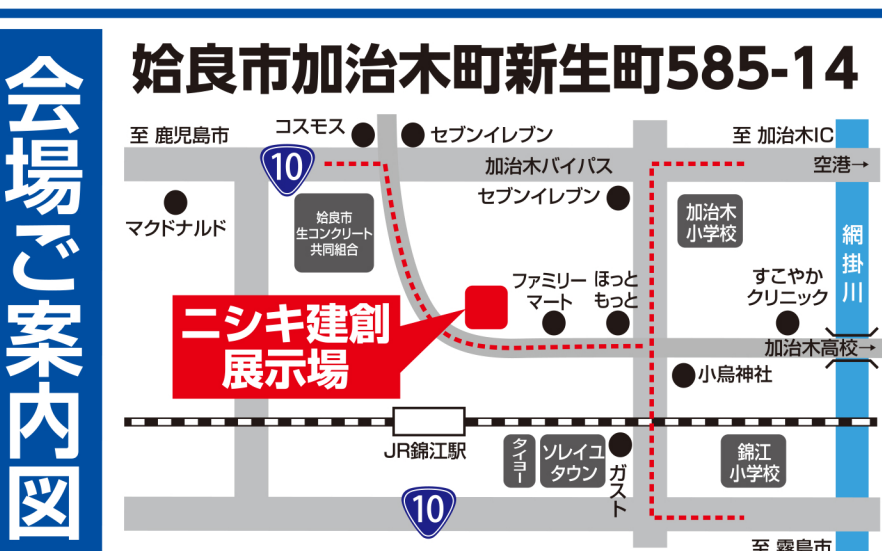 会場ご案内図
姶良市加治木町新生町585-14
至 鹿児島市
コスモス
セブンイレブン
至 加治木IC
10
加治木バイパス
空港→
マクドナルド
姶良市
生コンクリート
共同組合
セブンイレブン
加治木
小学校
網掛川
ファミリー
マート
ほっと
もっと
すこやか
クリニック
ニシキ建創
展示場
加治木高校→
小烏神社
JR錦江駅
タイヨー
ソレイユ
タウン
ガスト
錦江
小学校
10
至 霧島市